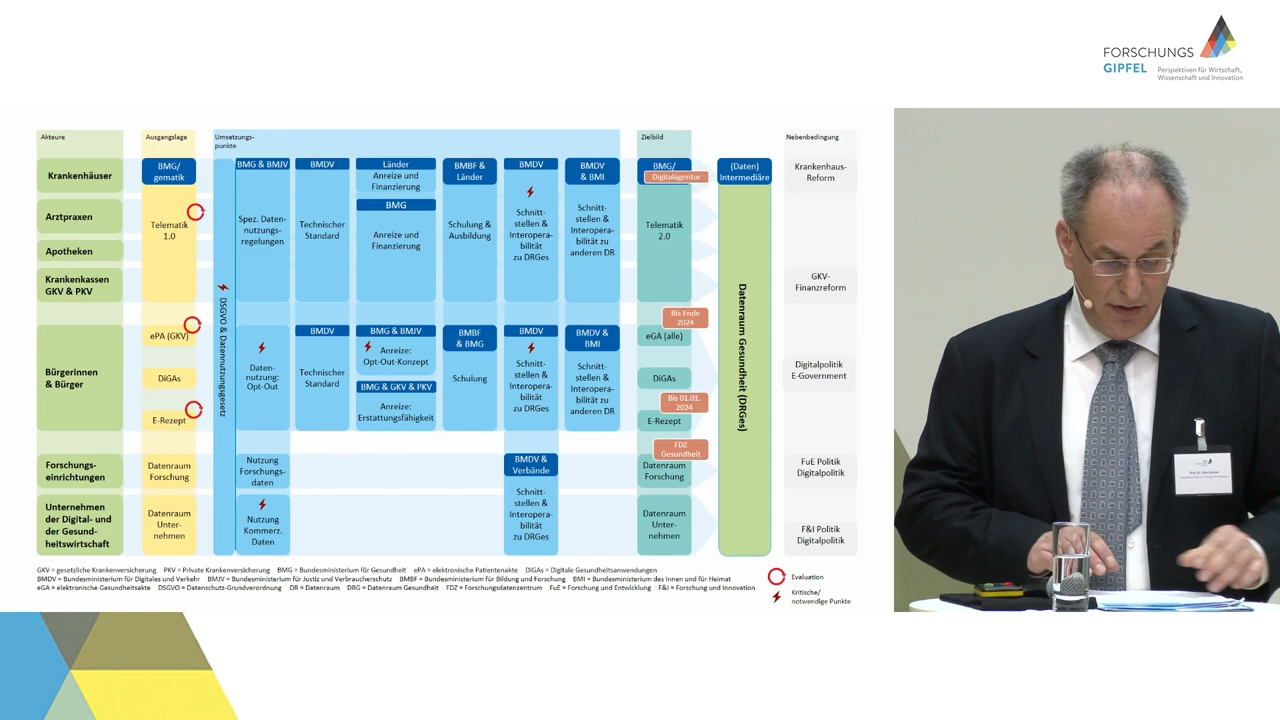 FORSCHUNGS
GIPFEL
Perspektiven für Wirtschaft,
Wissenschaft und Innovation
Akteure
Ausgangslage
Umsetzungs-
punkte
Zielbild
Nebenbedingung
Krankenhäuser
Arztpraxen
Apotheken
Krankenkassen
GKV & PKV
Bürgerinnen
& Bürger
Forschungs-
einrichtungen
Unternehmen
der Digital- und
der Gesund-
heitswirtschaft
BMG/
gematik
Telematik
1.0
ePA (GKV)
DiGAs
E-Rezept
Datenraum
Forschung
Datenraum
Unter-
nehmen
DSGVO & Datennutzungsgesetz
BMG & BMJV
Spez. Daten-
nutzungs-
regelungen
Daten-
nutzung:
Opt-Out
Nutzung
Forschungs-
daten
Nutzung
Kommerz.
Daten
BMDV
Technischer
Standard
BMDV
Technischer
Standard
Länder
Anreize und
Finanzierung
BMG
Anreize und
Finanzierung
BMG & BMJV
Anreize:
Opt-Out-Konzept
BMG & GKV & PKV
Anreize:
Erstattungsfähigkeit
BMBF &
Länder
Schulung &
Ausbildung
BMBF
& BMG
Schulung
BMDV
Schnitt-
stellen &
Interopera-
bilität
zu DRGes
BMDV
Schnitt-
stellen &
Interopera-
bilität
zu DRGes
BMDV &
Verbände
Schnitt-
stellen &
Interopera-
bilität
zu DRGes
BMDV
& BMI
Schnitt-
stellen &
Interopera-
bilität zu
anderen DR
BMDV &
BMI
Schnitt-
stellen &
Interopera-
bilität zu
anderen DR
BMG/
Digitalagentur
Telematik
2.0
Bis Ende
2024
eGA (alle)
DiGAs
Bis 01.01.
2024
E-Rezept
FDZ
Gesundheit
Datenraum
Forschung
Datenraum
Unter-
nehmen
(Daten)
Intermediäre
Datenraum Gesundheit (DRGes)
Krankenhaus-
Reform
GKV-
Finanzreform
Digitalpolitik
E-Government
FuE Politik
Digitalpolitik
F&I Politik
Digitalpolitik
GKV = gesetzliche Krankenversicherung PKV = Private Krankenversicherung BMG = Bundesministerium für Gesundheit ePA = elektronische Patientenakte DiGAs = Digitale Gesundheitsanwendungen
BMDV = Bundesministerium für Digitales und Verkehr BMJV = Bundesministerium für Justiz und Verbraucherschutz BMBF = Bundesministerium für Bildung und Forschung BMI = Bundesministerium des Innen und für Heimat
eGA = elektronische Gesundheitsakte DSGVO = Datenschutz-Grundverordnung DR = Datenraum DRG = Datenraum Gesundheit FDZ = Forschungsdatenzentrum FuE = Forschung und Entwicklung F&I = Forschung und Innovation
Evaluation
Kritische/
notwendige Punkte